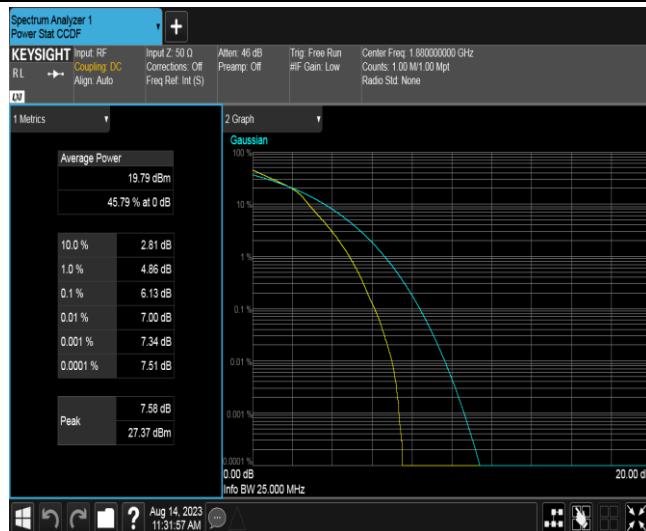 Spectrum Analyzer 1
Power Stat CCDF
+
KEYSIGHT
RL
Input: RF
Coupling: DC
Align: Auto
Input Z: 50 Ω
Corrections: Off
Freq Ref: Int (S)
Atten: 46 dB
Preamp: Off
Trig: Free Run
#IF Gain: Low
Center Freq: 1.880000000 GHz
Counts: 1.00 M/1.00 Mpt
Radio Std: None
1 Metrics
Average Power
19.79 dBm
45.79 % at 0 dB
10.0 % 2.81 dB
1.0 % 4.86 dB
0.1 % 6.13 dB
0.01 % 7.00 dB
0.001 % 7.34 dB
0.0001 % 7.51 dB
Peak
7.58 dB
27.37 dBm
2 Graph
Gaussian
100 %
10 %
1 %
0.1 %
0.01 %
0.001 %
0.0001 %
0.00 dB
20.00 d
Info BW 25.000 MHz
?
Aug 14, 2023
11:31:57 AM